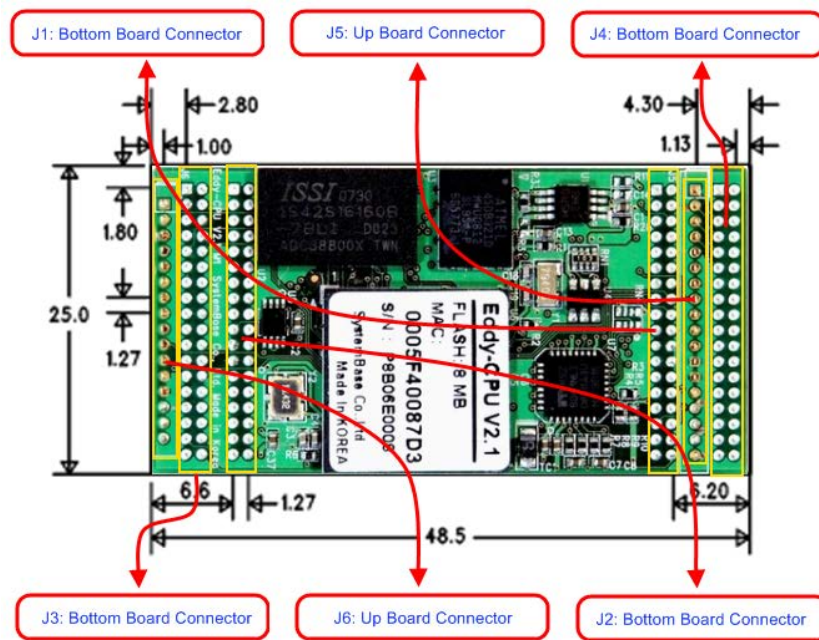 J1: Bottom Board Connector
J5: Up Board Connector
J4: Bottom Board Connector
2.80
4.30
1.00
1.13
1.80
25.0
1.27
ISSI 0730
Eddy-CPU V2.1
FLASH:8 MB
MAC:
0005F40087D3
SystemBase Co., Ltd
Made in KOREA
6.6
1.27
6.20
48.5
J3: Bottom Board Connector
J6: Up Board Connector
J2: Bottom Board Connector